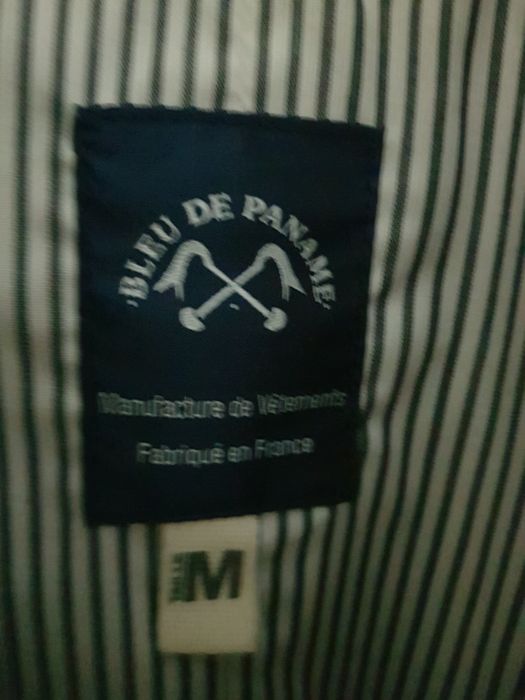 ·BLEU DE PANAME·
Manufacture de Vêtements
Fabriqué en France
M